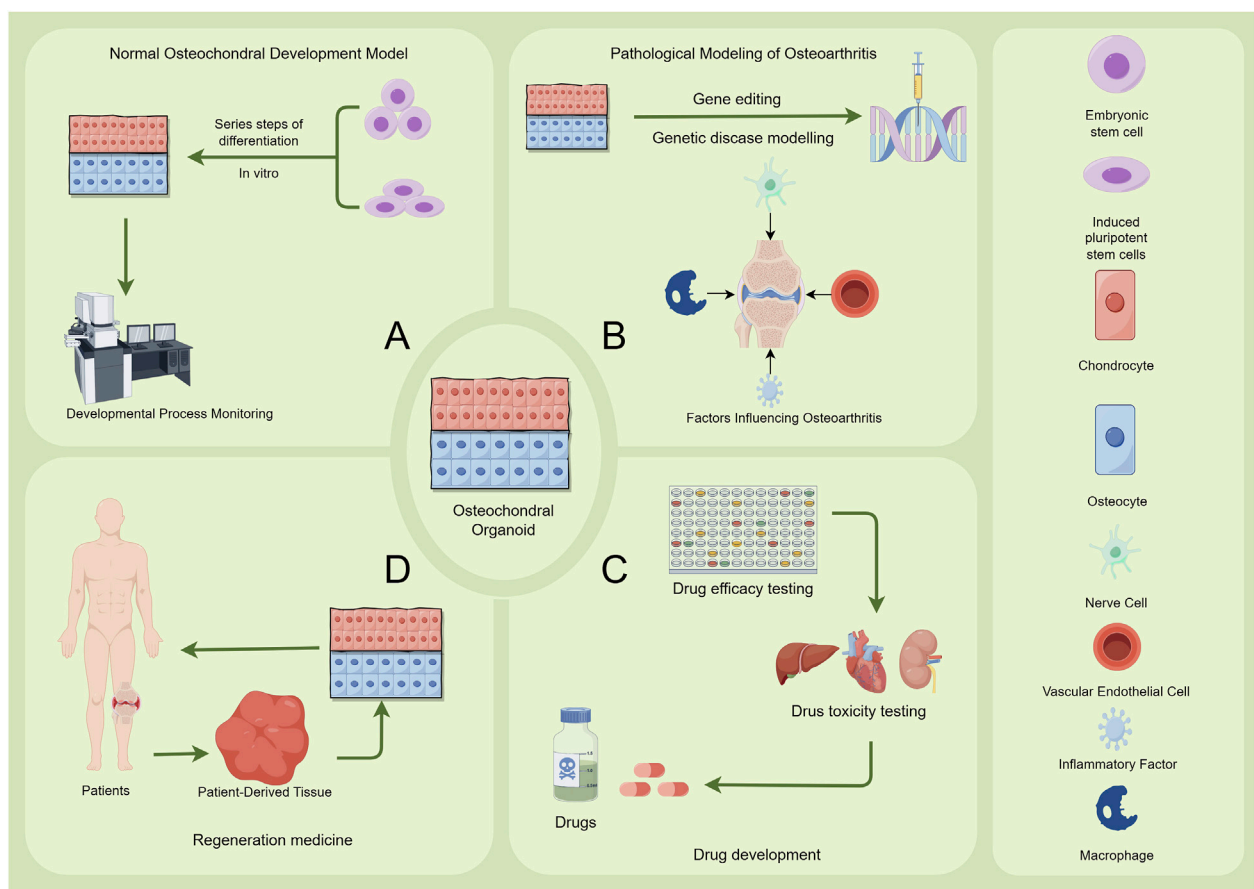 Normal Osteochondral Development Model
Series steps of
differentiation
In vitro
Developmental Process Monitoring
A
Pathological Modeling of Osteoarthritis
Gene editing
Genetic disease modelling
Factors Influencing Osteoarthritis
B
Osteochondral
Organoid
D
Patients
Patient-Derived Tissue
Regeneration medicine
C
Drug efficacy testing
Drus toxicity testing
Drugs
Drug development
Embryonic
stem cell
Induced
pluripotent
stem cells
Chondrocyte
Osteocyte
Nerve Cell
Vascular Endothelial Cell
Inflammatory Factor
Macrophage